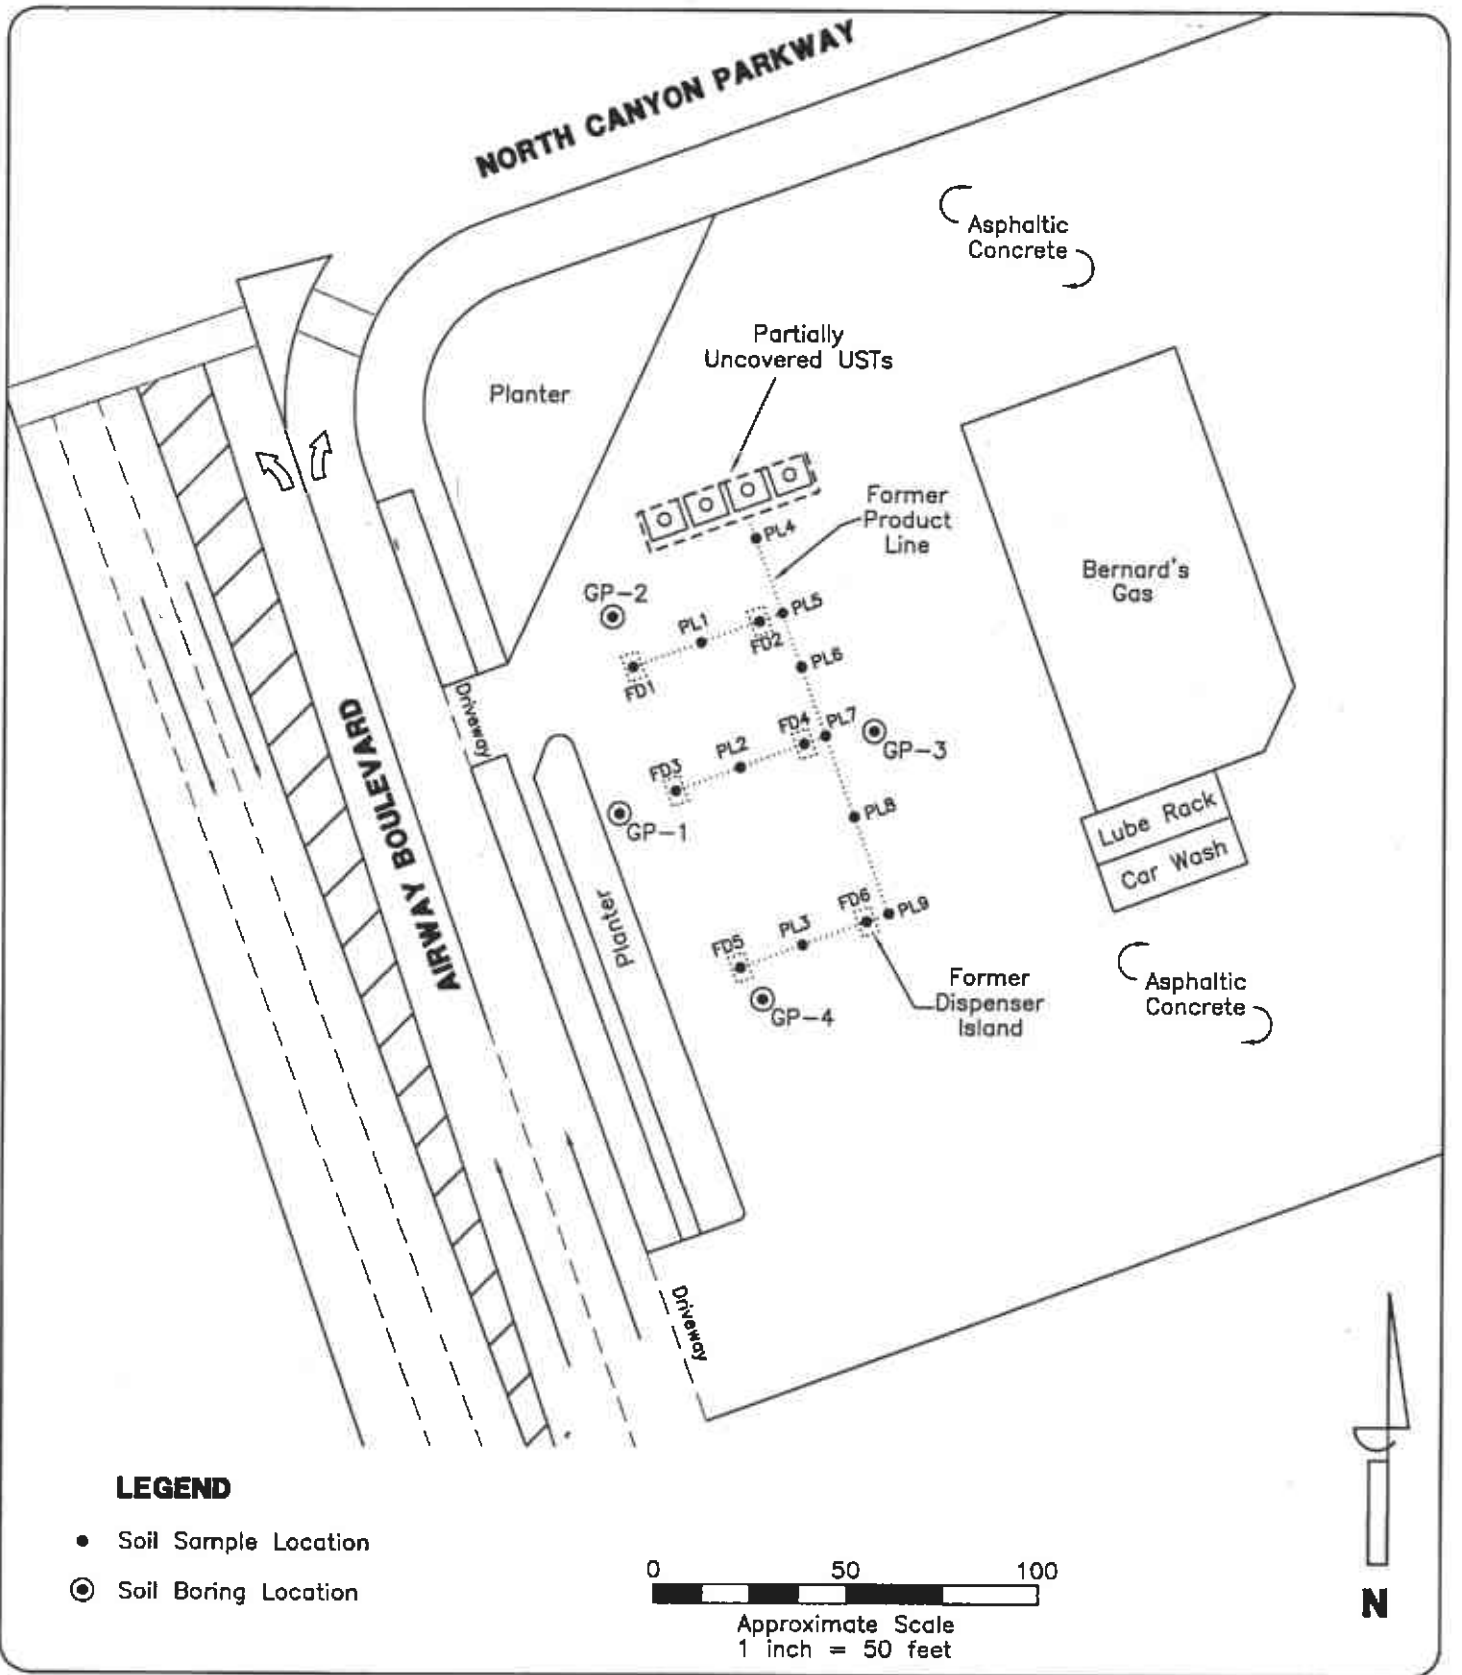 NORTH CANYON PARKWAY
Asphaltic
Concrete
Partially
Uncovered USTs
Planter
Former
Product
Line
PL4
Bernard's
Gas
GP-2
PL1
PL5
FD2
FD1
PL6
Driveway
AIRWAY BOULEVARD
FD4
PL7
GP-3
PL2
FD3
GP-1
PL8
Lube Rack
Car Wash
Planter
FD6
PL9
PL3
FD5
GP-4
Former
Dispenser
Island
Asphaltic
Concrete
Driveway
LEGEND
Soil Sample Location
Soil Boring Location
0 50 100
Approximate Scale
1 inch = 50 feet
N